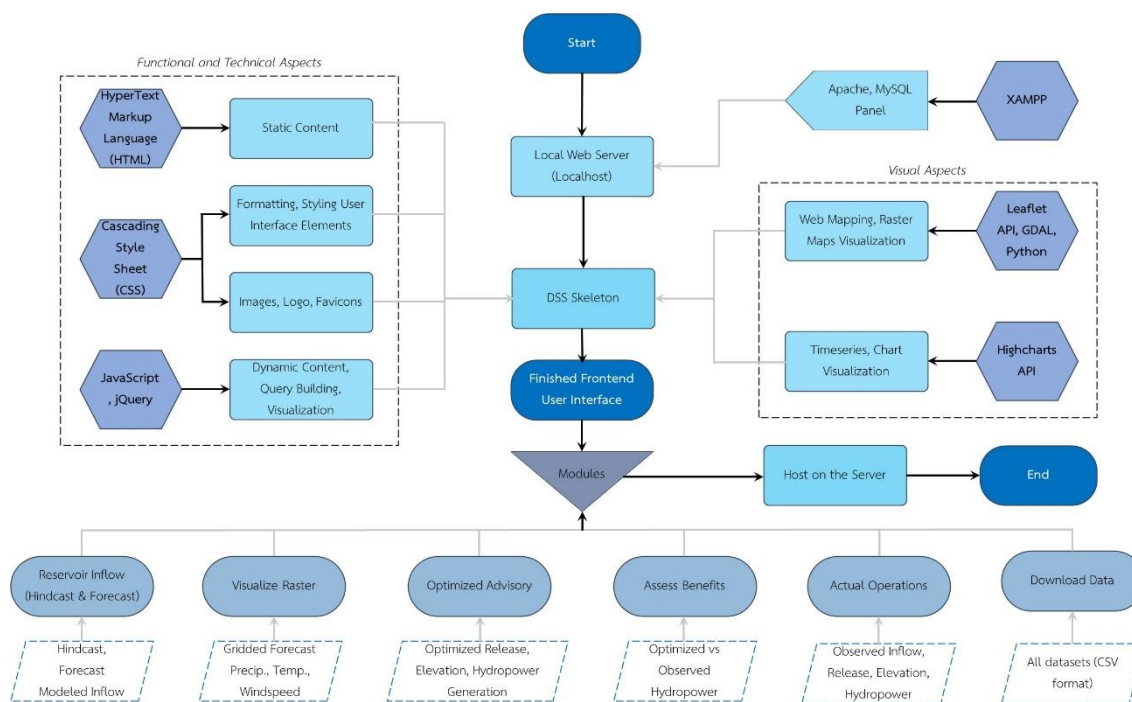 Start
Functional and Technical Aspects
HyperText
Markup
Language
(HTML)
Static Content
Apache, MySQL
Panel
XAMPP
Local Web Server
(Localhost)
Visual Aspects
Cascading
Style
Sheet
(CSS)
Formatting, Styling User
Interface Elements
Images, Logo, Favicons
Web Mapping, Raster
Maps Visualization
Leaflet
API, GDAL,
Python
DSS Skeleton
JavaScript
, jQuery
Dynamic Content,
Query Building,
Visualization
Timeseries, Chart
Visualization
Highcharts
API
Finished Frontend
User Interface
Modules
Host on the Server
End
Reservoir Inflow
(Hindcast & Forecast)
Visualize Raster
Optimized Advisory
Assess Benefits
Actual Operations
Download Data
Hindcast,
Forecast
Modeled Inflow
Gridded Forecast
Precip., Temp.,
Windspeed
Optimized Release,
Elevation, Hydropower
Generation
Optimized vs
Observed
Hydropower
Observed Inflow,
Release, Elevation,
Hydropower
All datasets (CSV
format)